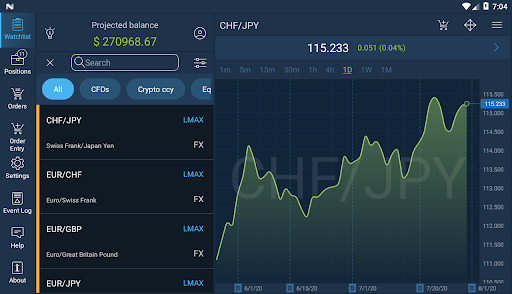 7:04
Watchlist
11
Positions
Orders
Order
Entry
Settings
Event Log
Help
About
Projected balance
$ 270968.67
Search
All
CFDs
Crypto ccy
Eq
CHF/JPY
LMAX
Swiss Frank/Japan Yen
FX
EUR/CHF
LMAX
Euro/Swiss Frank
FX
EUR/GBP
LMAX
Euro/Great Britain Pound
FX
EUR/JPY
LMAX
CHF/JPY
115.233
0.051 (0.04%)
1m
5m
15m
30m
1h
4h
1D
1W
1M
CHF/JPY
115.500
115.233
114.500
114.000
113.500
113.000
112.500
112.000
111.500
111.000
110.500
6/1/20
6/15/20
7/1/20
7/20/20
8/1/20